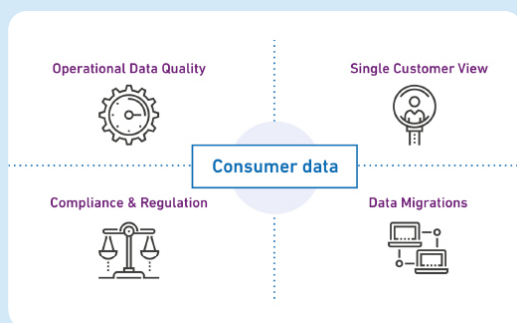 Operational Data Quality
Single Customer View
Consumer data
Compliance & Regulation
Data Migrations